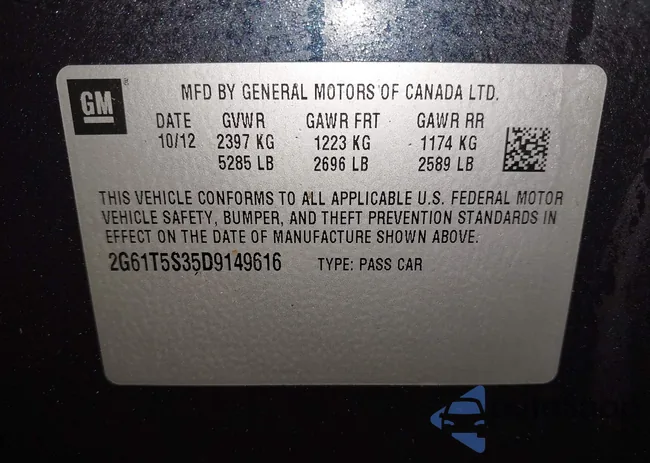 GM
MFD BY GENERAL MOTORS OF CANADA LTD.
DATE GVWR GAWR FRT GAWR RR
10/12 2397 KG 1223 KG 1174 KG
5285 LB 2696 LB 2589 LB
THIS VEHICLE CONFORMS TO ALL APPLICABLE U.S. FEDERAL MOTOR
VEHICLE SAFETY, BUMPER, AND THEFT PREVENTION STANDARDS IN
EFFECT ON THE DATE OF MANUFACTURE SHOWN ABOVE.
2G61T5S35D9149616 TYPE: PASS CAR